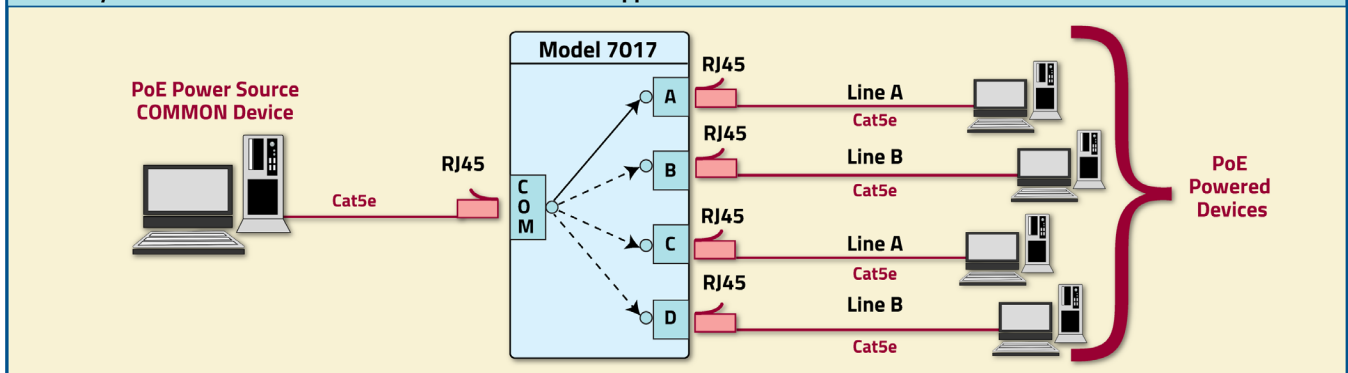 Model 7017
PoE Power Source
COMMON Device
RJ45
Cat5e
C
O
M
A
B
C
D
RJ45
Line A
Cat5e
RJ45
Line B
Cat5e
RJ45
Line A
Cat5e
RJ45
Line B
Cat5e
PoE
Powered
Devices